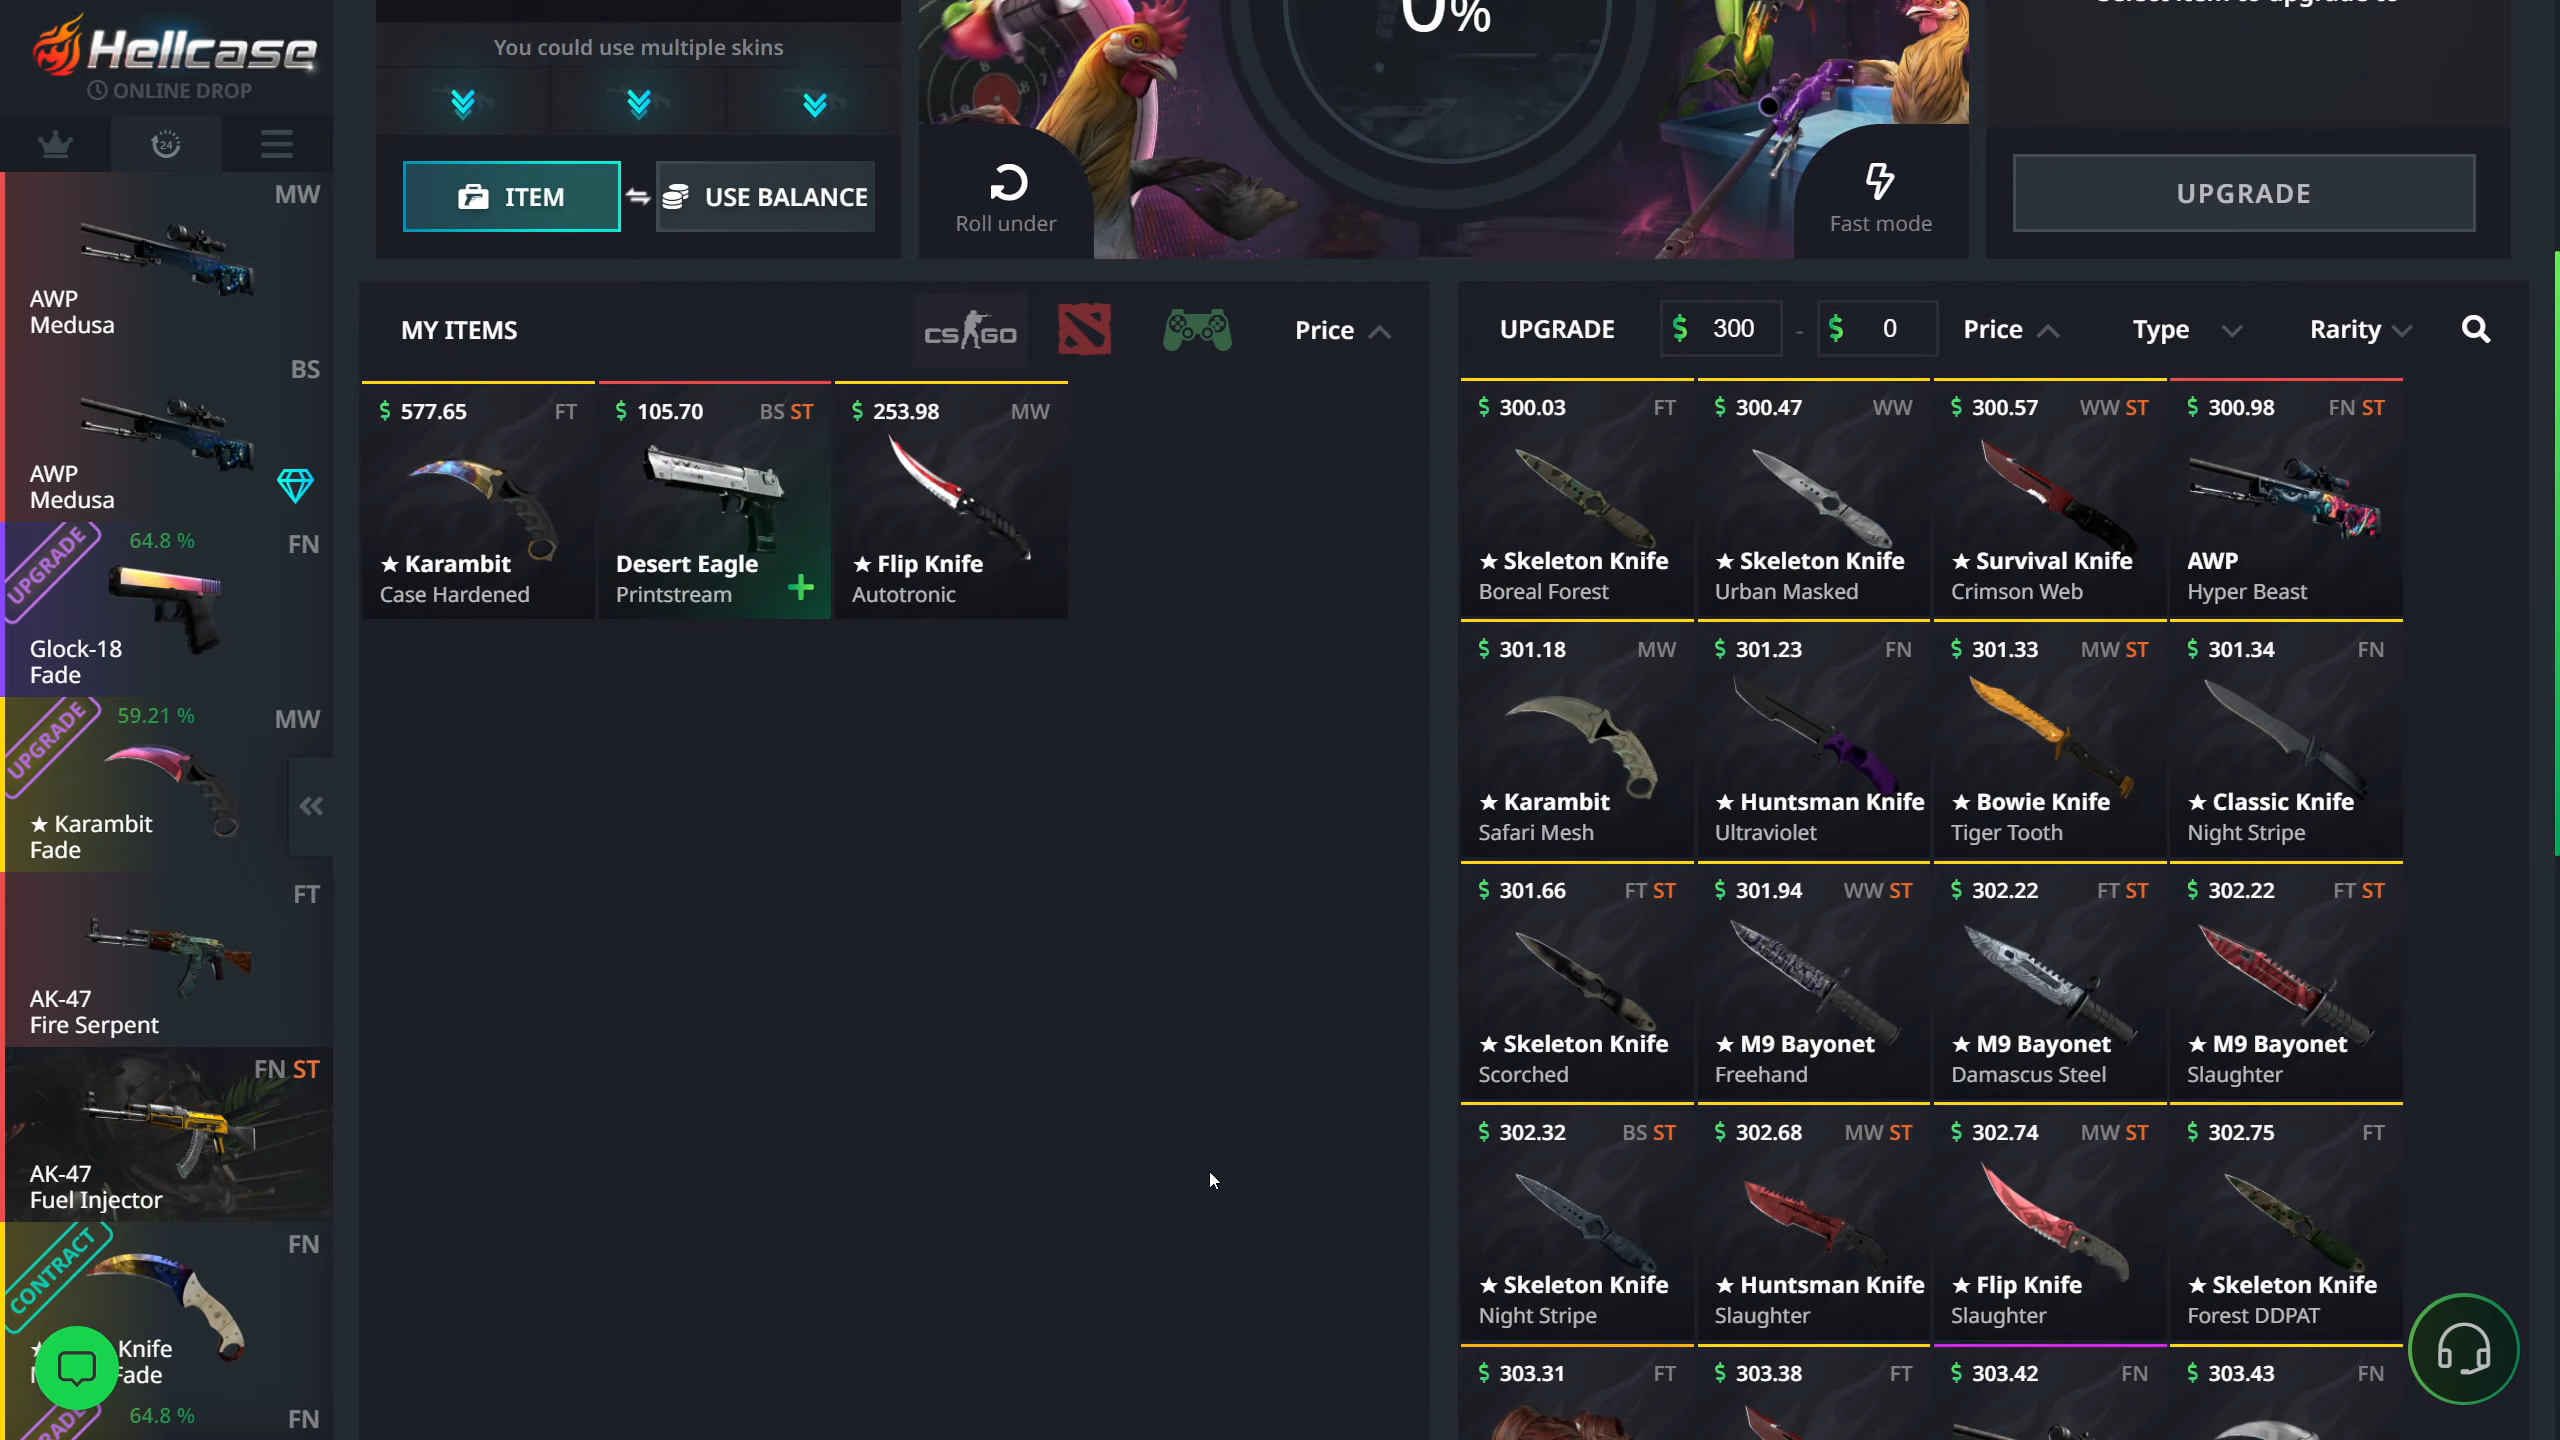 Hellcase
ONLINE DROP
24
MW
AWP
Medusa
BS
AWP
Medusa
UPGRADE
64.8 %
FN
Glock-18
Fade
UPGRADE
59.21 %
MW
★ Karambit
Fade
FT
AK-47
Fire Serpent
FN ST
AK-47
Fuel Injector
CONTRACT
FN
Knife
Fade
64.8 %
FN
You could use multiple skins
ITEM
USE BALANCE
0%
Roll under
Fast mode
Select item to upgrade to
UPGRADE
MY ITEMS
CS GO
Price
$ 577.65 FT
★ Karambit
Case Hardened
$ 105.70 BS ST
Desert Eagle
Printstream
+
$ 253.98 MW
★ Flip Knife
Autotronic
UPGRADE
$ 300 - $ 0
Price
Type
Rarity
$ 300.03 FT
★ Skeleton Knife
Boreal Forest
$ 300.47 WW
★ Skeleton Knife
Urban Masked
$ 300.57 WW ST
★ Survival Knife
Crimson Web
$ 300.98 FN ST
AWP
Hyper Beast
$ 301.18 MW
★ Karambit
Safari Mesh
$ 301.23 FN
★ Huntsman Knife
Ultraviolet
$ 301.33 MW ST
★ Bowie Knife
Tiger Tooth
$ 301.34 FN
★ Classic Knife
Night Stripe
$ 301.66 FT ST
★ Skeleton Knife
Scorched
$ 301.94 WW ST
★ M9 Bayonet
Freehand
$ 302.22 FT ST
★ M9 Bayonet
Damascus Steel
$ 302.22 FT ST
★ M9 Bayonet
Slaughter
$ 302.32 BS ST
★ Skeleton Knife
Night Stripe
$ 302.68 MW ST
★ Huntsman Knife
Slaughter
$ 302.74 MW ST
★ Flip Knife
Slaughter
$ 302.75 FT
★ Skeleton Knife
Forest DDPAT
$ 303.31 FT
$ 303.38 FT
$ 303.42 FN
$ 303.43 FN